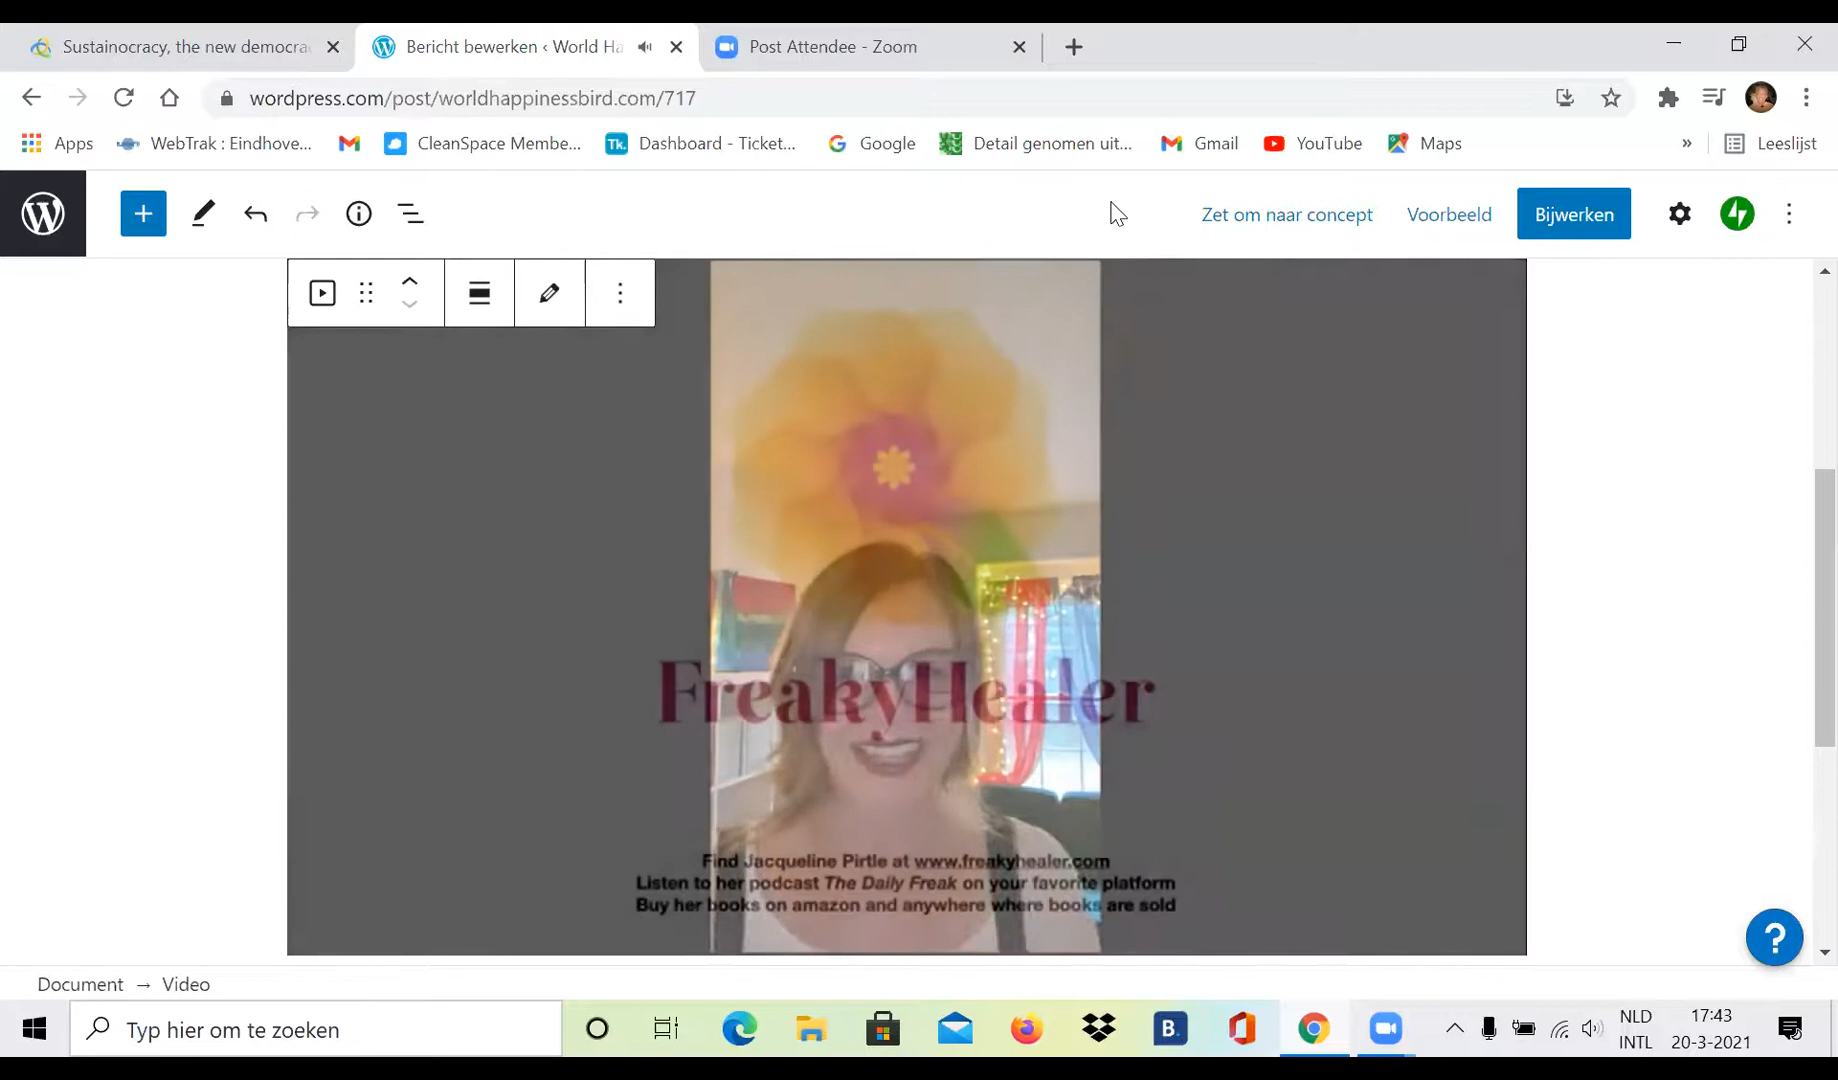 Sustainocracy, the new democra
Bericht bewerken ‹ World Ha
Post Attendee - Zoom
wordpress.com/post/worldhappinessbird.com/717
Apps
WebTrak : Eindhove...
CleanSpace Membe...
Tk.
Dashboard - Ticket...
Google
Detail genomen uit...
Gmail
YouTube
Maps
»
Leeslijst
Zet om naar concept
Voorbeeld
Bijwerken
FreakyHealer
Find Jacqueline Pirtle at www.freakyhealer.com
Listen to her podcast The Daily Freak on your favorite platform
Buy her books on amazon and anywhere where books are sold
?
Document → Video
Typ hier om te zoeken
B.
NLD
INTL
17:43
20-3-2021